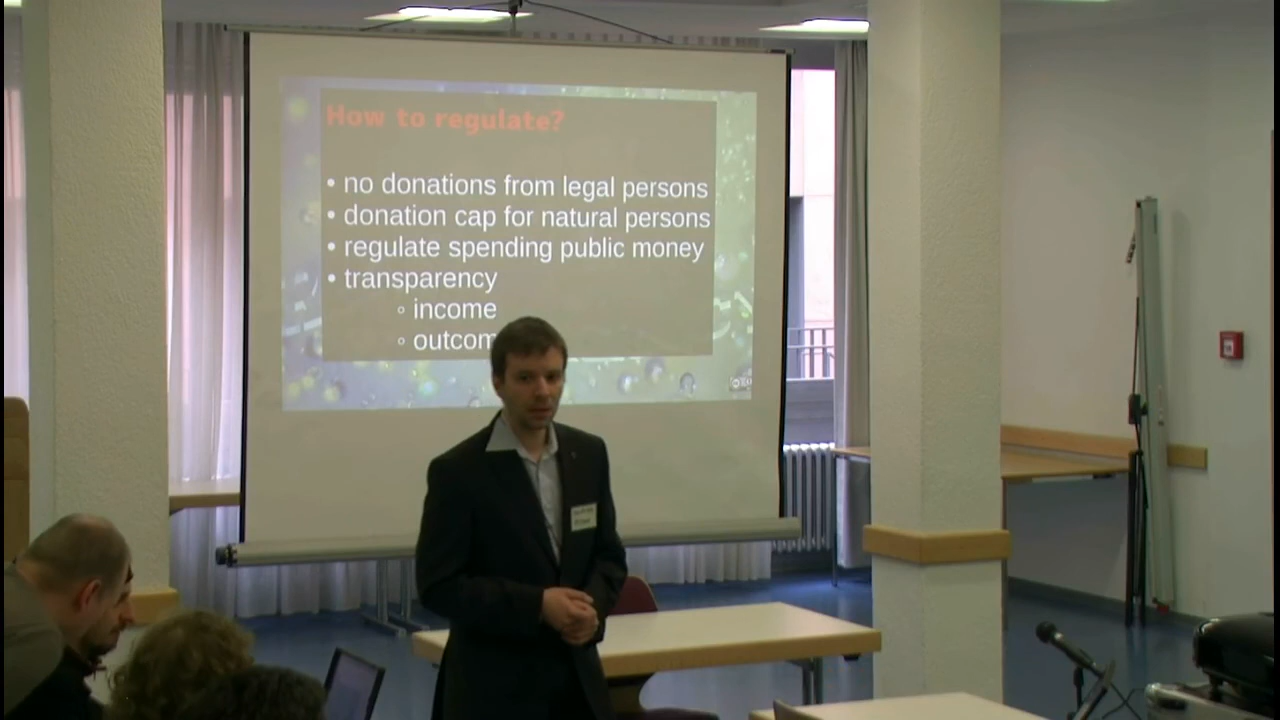 How to regulate?
• no donations from legal persons
• donation cap for natural persons
• regulate spending public money
• transparency
◦ income
◦ outcom